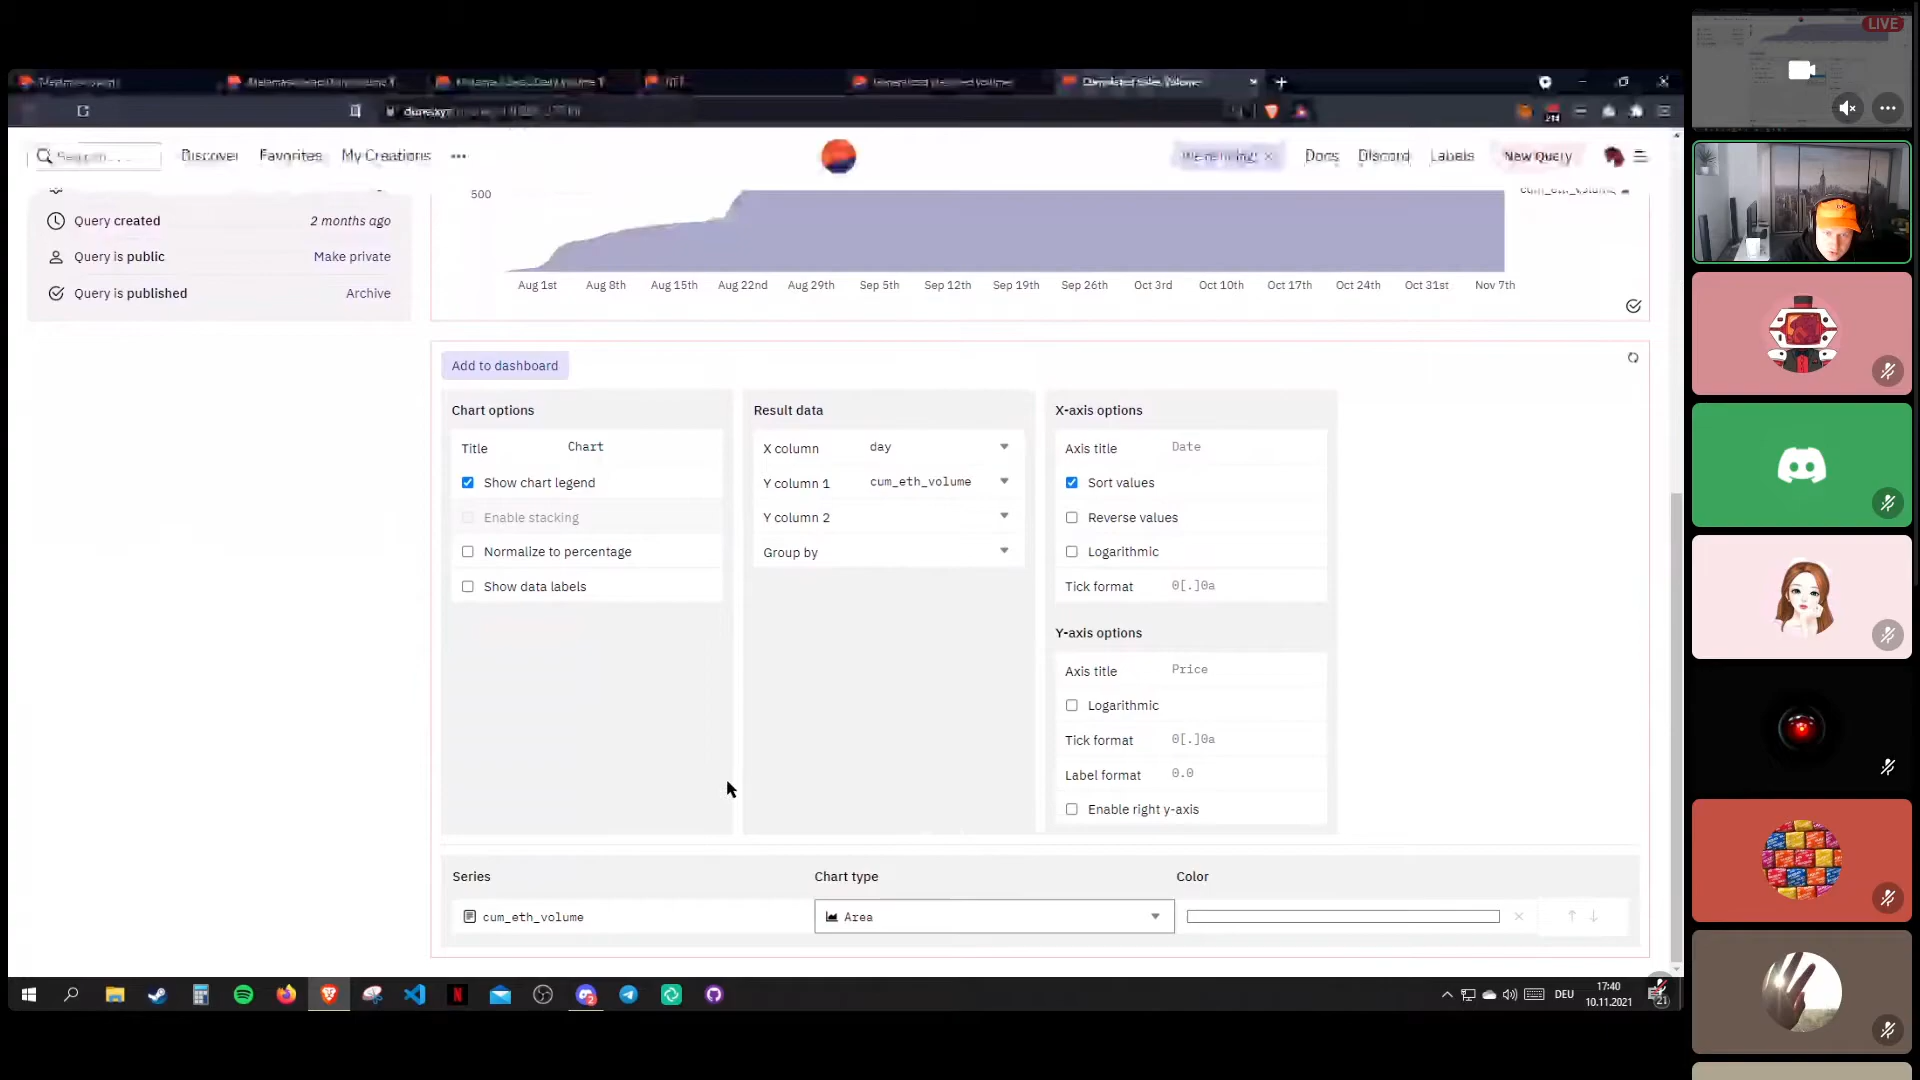 LIVE
Discover Favorites My Creations
Docs Discord Labels New Query
Query created 2 months ago
Query is public Make private
Query is published Archive
500
Aug 1st Aug 8th Aug 15th Aug 22nd Aug 29th Sep 5th Sep 12th Sep 19th Sep 26th Oct 3rd Oct 10th Oct 17th Oct 24th Oct 31st Nov 7th
cum_eth_volume
Add to dashboard
Chart options
Title Chart
Show chart legend
Enable stacking
Normalize to percentage
Show data labels
Result data
X column day
Y column 1 cum_eth_volume
Y column 2
Group by
X-axis options
Axis title Date
Sort values
Reverse values
Logarithmic
Tick format 0[.]0a
Y-axis options
Axis title Price
Logarithmic
Tick format 0[.]0a
Label format 0.0
Enable right y-axis
Series Chart type Color
cum_eth_volume Area
DEU
17:40
10.11.2021
21